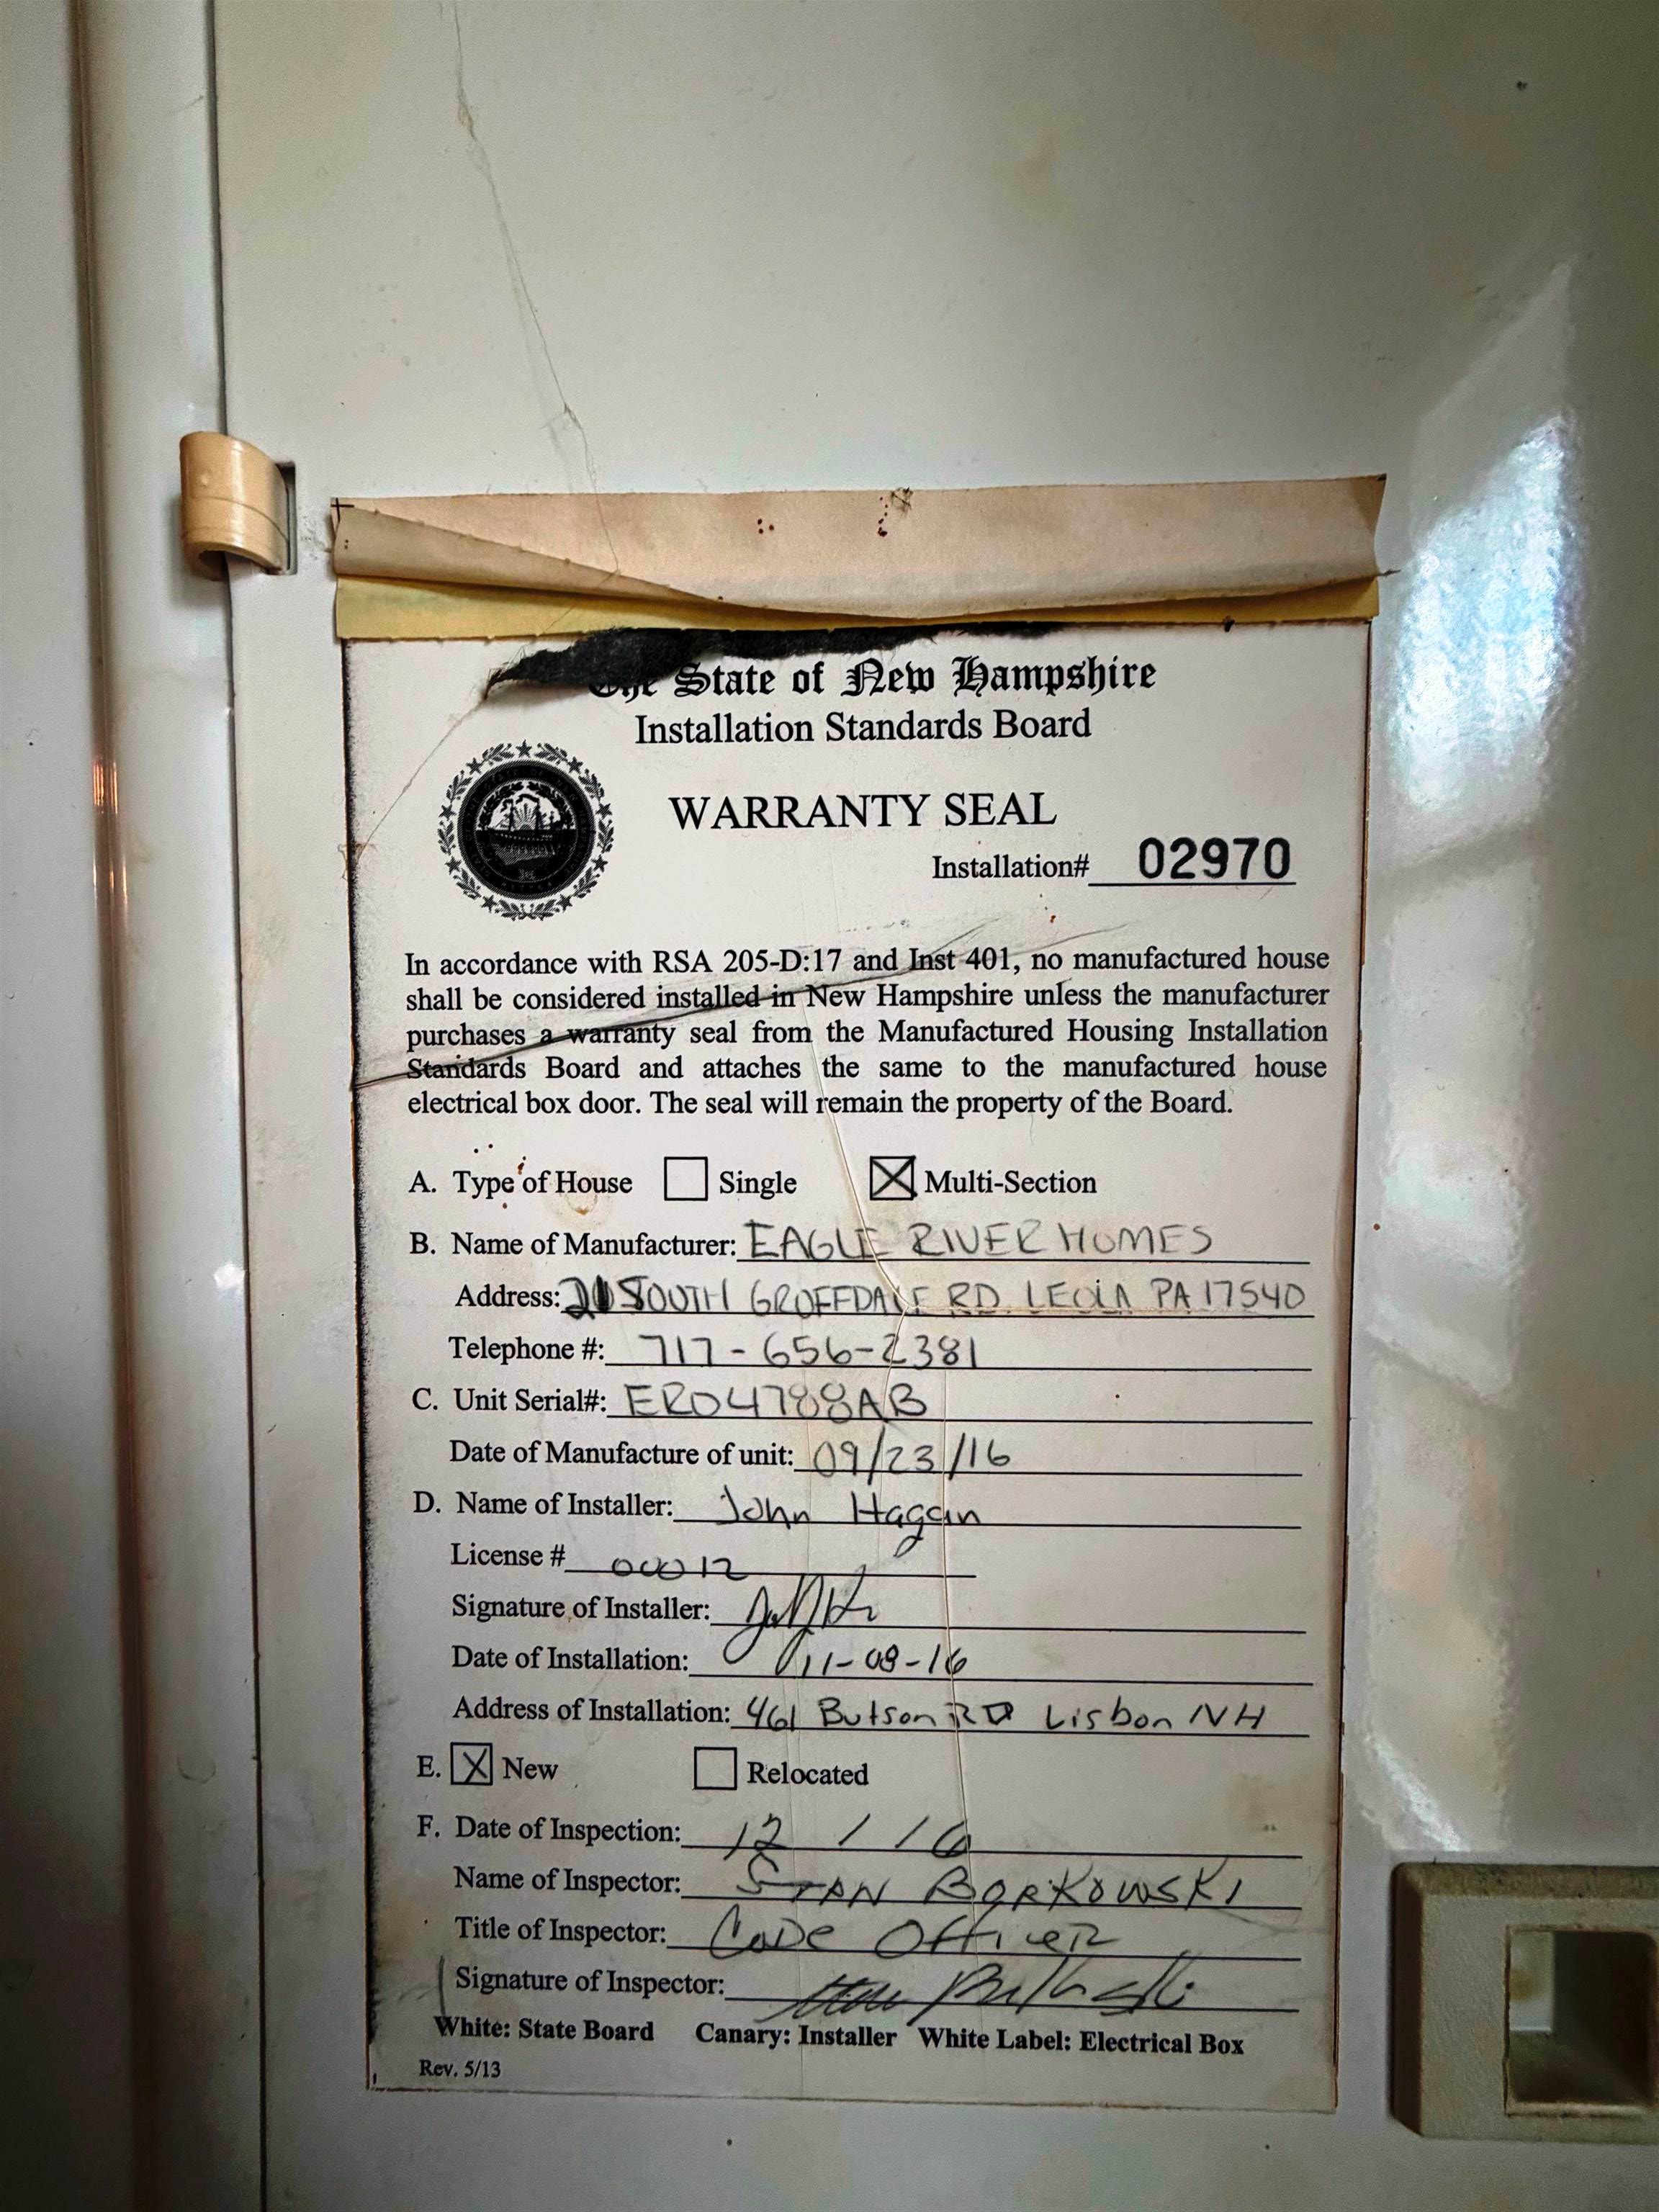 The State of New Hampshire
Installation Standards Board
WARRANTY SEAL
Installation# 02970
In accordance with RSA 205-D:17 and Inst 401, no manufactured house
shall be considered installed in New Hampshire unless the manufacturer
purchases a warranty seal from the Manufactured Housing Installation
Standards Board and attaches the same to the manufactured house
electrical box door. The seal will remain the property of the Board.
A. Type of House Single Multi-Section
B. Name of Manufacturer: EAGLE RIVER HOMES
Address: 21 SOUTH GROFFDALE RD. LEOLA PA 17540
Telephone #: 717-656-2381
C. Unit Serial#: ERO4788AB
Date of Manufacture of unit: 09/23/16
D. Name of Installer: John Hagan
License # 00012
Signature of Installer:
Date of Installation: 11-08-16
Address of Installation: 461 Butson RD Lisbon NH
E. X New Relocated
F. Date of Inspection: 12 / 16
Name of Inspector: STAN BORKOWSKI
Title of Inspector: CODE OFFICER
Signature of Inspector:
White: State Board Canary: Installer White Label: Electrical Box
Rev. 5/13